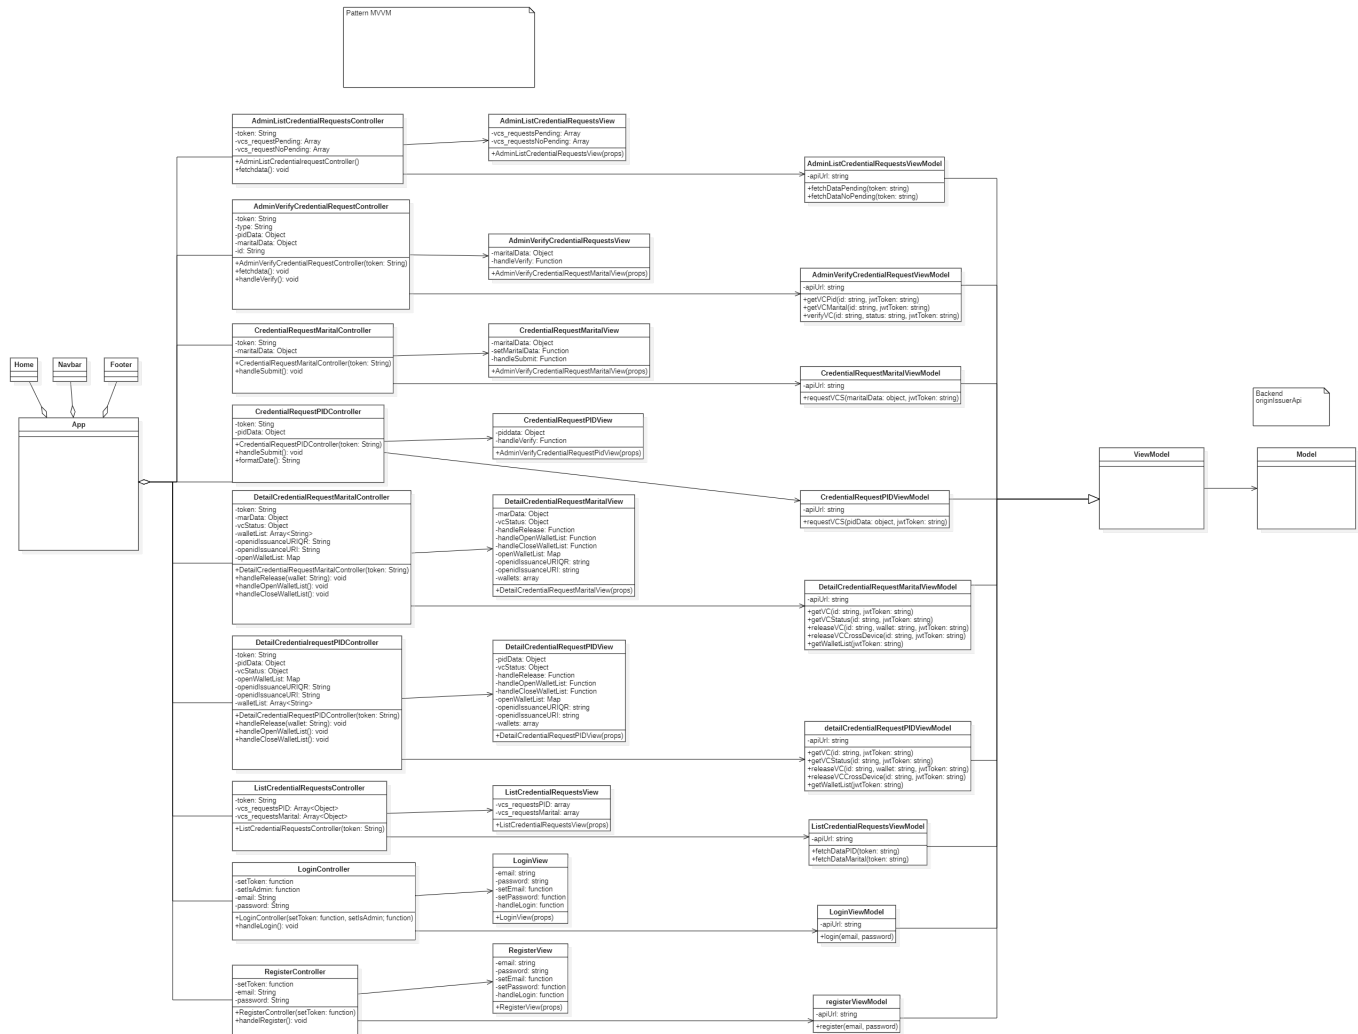 Pattern MVVM
AdminListCredentialRequestsController
-token: String
-vcs_requestPending: Array
-vcs_requestNoPending: Array
+AdminListCredentialrequestController()
+fetchdata(): void
AdminListCredentialRequestsView
-vcs_requestsPending: Array
-vcs_requestsNoPending: Array
+AdminListCredentialRequestsView(props)
AdminListCredentialRequestsViewModel
-apiUrl: string
+fetchDataPending(token: string)
+fetchDataNoPending(token: string)
AdminVerifyCredentialRequestController
-token: String
-type: String
-pidData: Object
-maritalData: Object
-id: String
+AdminVerifyCredentialRequestController(token: String)
+fetchdata(): void
+handleVerify(): void
AdminVerifyCredentialRequestsView
-maritalData: Object
-handleVerify: Function
+AdminVerifyCredentialRequestMaritalView(props)
AdminVerifyCredentialRequestViewModel
-apiUrl: string
+getVCPid(id: string, jwtToken: string)
+getVCMarital(id: string, jwtToken: string)
+verifyVC(id: string, status: string, jwtToken: string)
CredentialRequestMaritalController
-token: String
-maritalData: Object
+CredentialRequestMaritalController(token: String)
+handleSubmit(): void
CredentialRequestMaritalView
-maritalData: Object
-setMaritalData: Function
-handleSubmit: Function
+AdminVerifyCredentialRequestMaritalView(props)
CredentialRequestMaritalViewModel
-apiUrl: string
+requestVCS(maritalData: object, jwtToken: string)
Home
Navbar
Footer
App
CredentialRequestPIDController
-token: String
-pidData: Object
+CredentialRequestPIDController(token: String)
+handleSubmit(): void
+formatDate(): String
CredentialRequestPIDView
-piddata: Object
-handleVerify: Function
+AdminVerifyCredentialRequestPidView(props)
CredentialRequestPIDViewModel
-apiUrl: string
+requestVCS(pidData: object, jwtToken: string)
Backend
originIssuerApi
ViewModel
Model
DetailCredentialRequestMaritalController
-token: String
-marData: Object
-vcStatus: Object
-walletList: Array<String>
-openidIssuanceURIQR: String
-openidIssuanceURI: String
-openWalletList: Map
+DetailCredentialRequestMaritalController(token: String)
+handleRelease(wallet: String): void
+handleOpenWalletList(): void
+handleCloseWalletList(): void
DetailCredentialRequestMaritalView
-marData: Object
-vcStatus: Object
-handleRelease: Function
-handleOpenWalletList: Function
-handleCloseWalletList: Function
-openWalletList: Map
-openidIssuanceURIQR: string
-openidIssuanceURI: string
-wallets: array
+DetailCredentialRequestMaritalView(props)
DetailCredentialRequestMaritalViewModel
-apiUrl: string
+getVC(id: string, jwtToken: string)
+getVCStatus(id: string, jwtToken: string)
+releaseVC(id: string, wallet: string, jwtToken: string)
+releaseVCCrossDevice(id: string, jwtToken: string)
+getWalletList(jwtToken: string)
DetailCredentialrequestPIDController
-token: String
-pidData: Object
-vcStatus: Object
-openWalletList: Map
-openidIssuanceURIQR: String
-openidIssuanceURI: String
-walletList: Array<String>
+DetailCredentialRequestPIDController(token: String)
+handleRelease(wallet: String): void
+handleOpenWalletList(): void
+handleCloseWalletList(): void
DetailCredentialRequestPIDView
-pidData: Object
-vcStatus: Object
-handleRelease: Function
-handleOpenWalletList: Function
-handleCloseWalletList: Function
-openWalletList: Map
-openidIssuanceURIQR: string
-openidIssuanceURI: string
-wallets: array
+DetailCredentialRequestPIDView(props)
detailCredentialRequestPIDViewModel
-apiUrl: string
+getVC(id: string, jwtToken: string)
+getVCStatus(id: string, jwtToken: string)
+releaseVC(id: string, wallet: string, jwtToken: string)
+releaseVCCrossDevice(id: string, jwtToken: string)
+getWalletList(jwtToken: string)
ListCredentialRequestsController
-token: String
-vcs_requestsPID: Array<Object>
-vcs_requestsMarital: Array<Object>
+ListCredentialRequestsController(token: String)
ListCredentialRequestsView
-vcs_requestsPID: array
-vcs_requestsMarital: array
+ListCredentialRequestsView(props)
ListCredentialRequestsViewModel
-apiUrl: string
+fetchDataPID(token: string)
+fetchDataMarital(token: string)
LoginController
-setToken: function
-setIsAdmin: function
-email: String
-password: String
+LoginController(setToken: function, setIsAdmin; function)
+handleLogin(): void
LoginView
-email: string
-password: string
-setEmail: function
-setPassword: function
-handleLogin: function
+LoginView(props)
LoginViewModel
-apiUrl: string
+login(email, password)
RegisterController
-setToken: function
-email: String
-password: String
+RegisterController(setToken: function)
+handelRegister(): void
RegisterView
-email: string
-password: string
-setEmail: function
-setPassword: function
-handleLogin: function
+RegisterView(props)
registerViewModel
-apiUrl: string
+register(email, password)